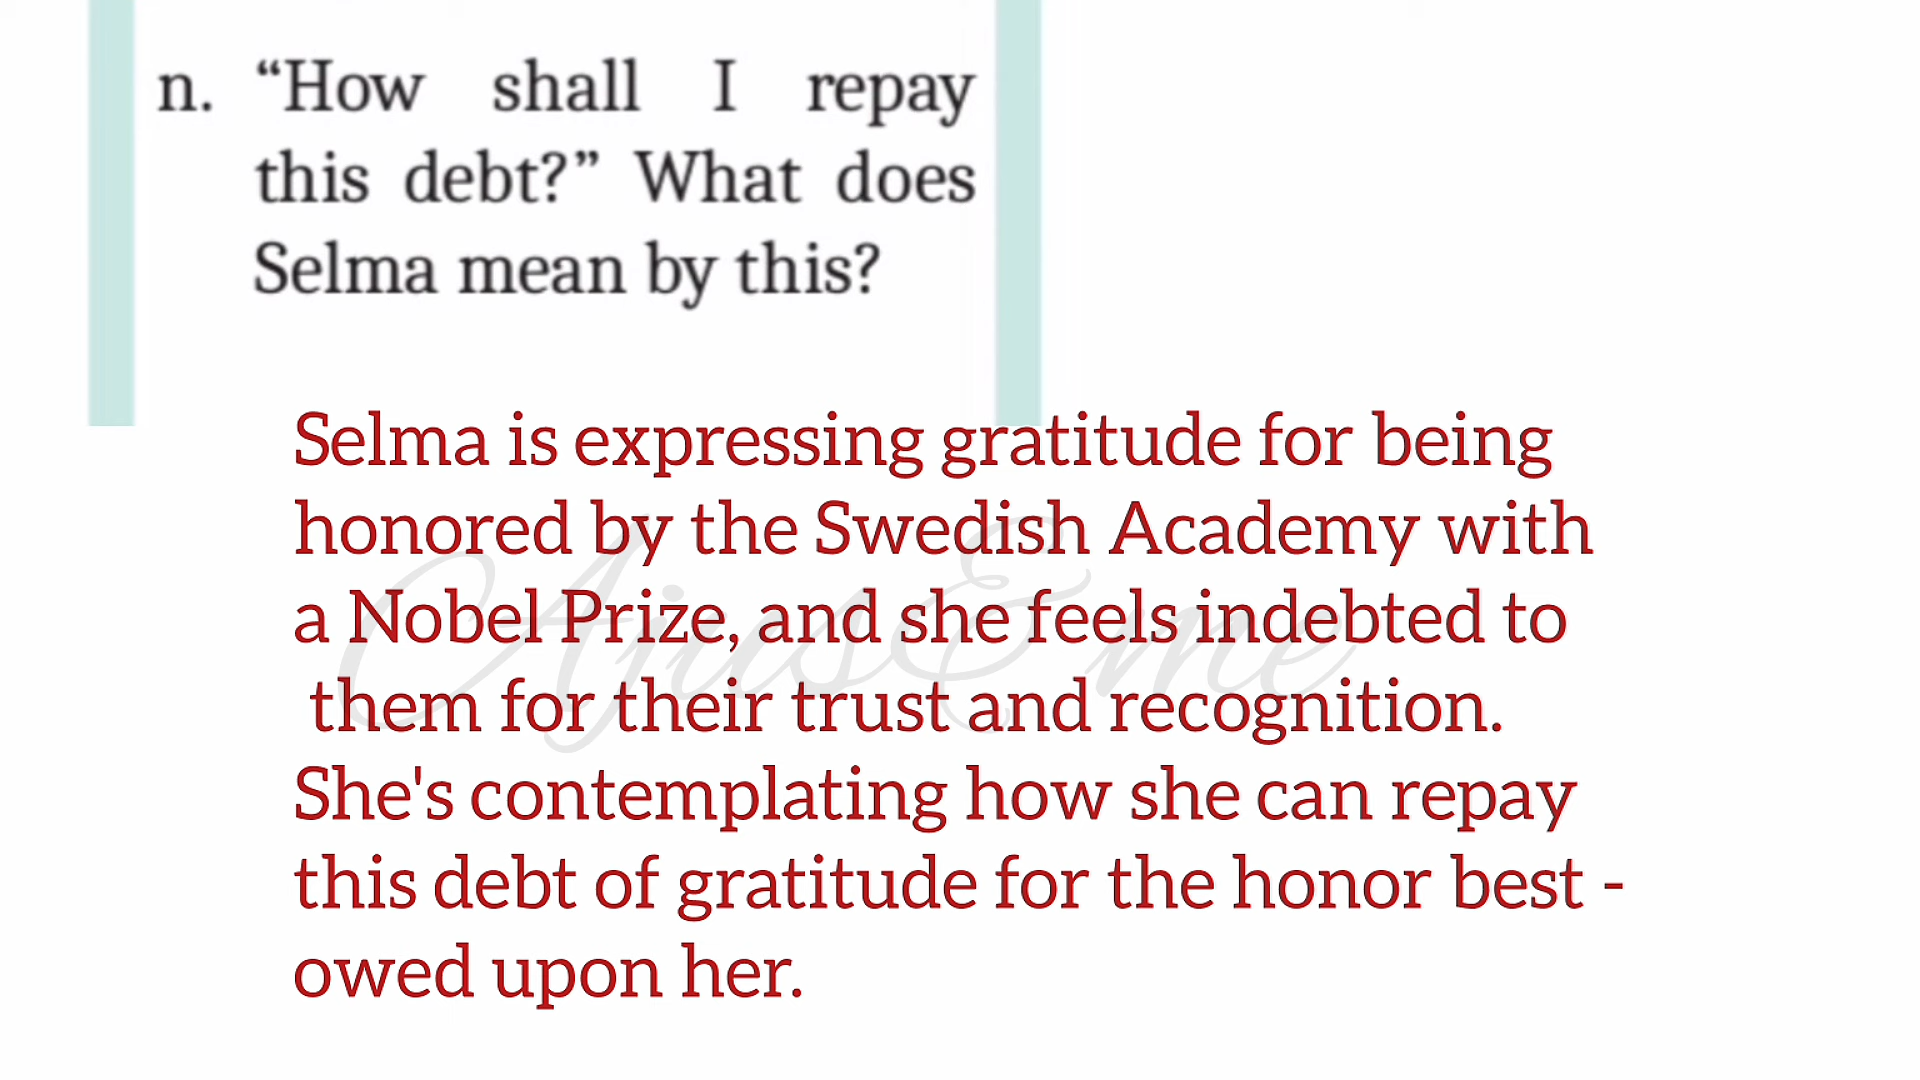 n. “How shall I repay
this debt?” What does
Selma mean by this?
Selma is expressing gratitude for being
honored by the Swedish Academy with
a Nobel Prize, and she feels indebted to
them for their trust and recognition.
She's contemplating how she can repay
this debt of gratitude for the honor best -
owed upon her.
Ajus & me